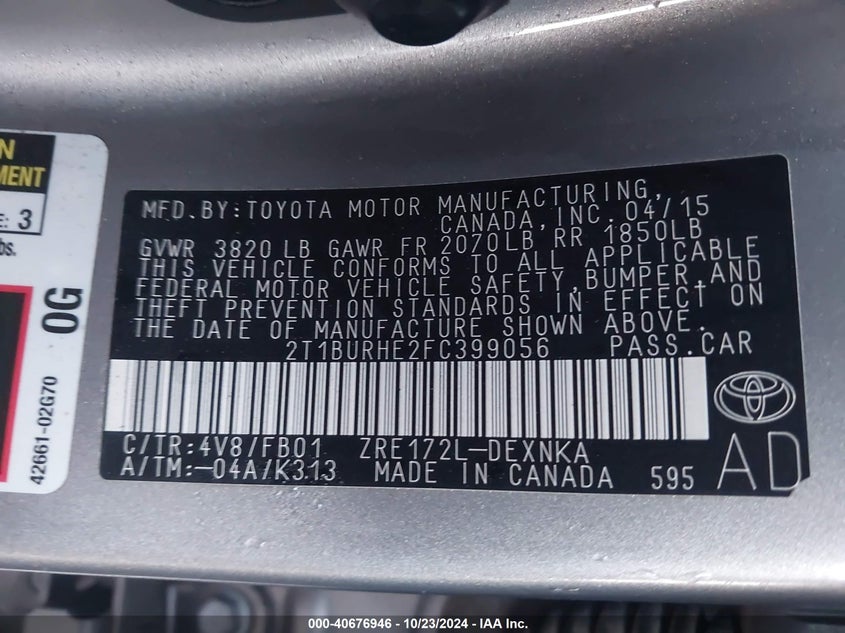 N
MENT
E: 3
bs.
0G
42661-02G70
MFD.BY:TOYOTA MOTOR MANUFACTURING,
CANADA,INC. 04/15
GVWR 3820 LB GAWR FR 2070LB, RR 1850LB
THIS VEHICLE CONFORMS TO ALL APPLICABLE
FEDERAL MOTOR VEHICLE SAFETY,BUMPER,AND
THEFT PREVENTION STANDARDS IN EFFECT ON
THE DATE OF MANUFACTURE SHOWN ABOVE.
2T1BURHE2FC399056 PASS.CAR
C/TR:4V8/FB01 ZRE172L-DEXNKA
A/TM:-04A/K313 MADE IN CANADA 595
AD
000-40676946 - 10/23/2024 - IAA Inc.